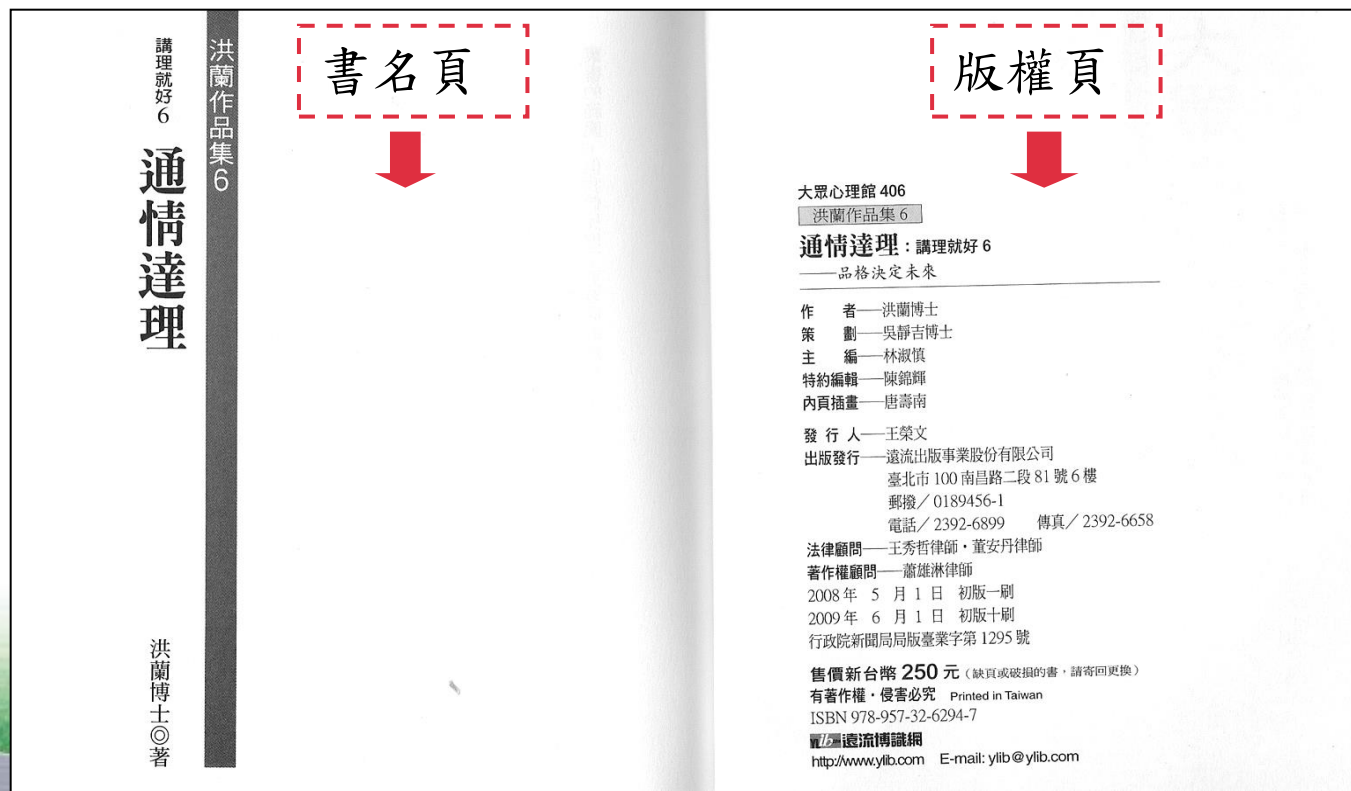 書名頁
洪蘭作品集6
講理就好6 通情達理
洪蘭博士◎著
版權頁
大眾心理館 406
洪蘭作品集 6
通情達理：講理就好 6
——品格決定未來
作 者——洪蘭博士
策 劃——吳靜吉博士
主 編——林淑慎
特約編輯——陳錦輝
內頁插畫——唐壽南
發 行 人——王榮文
出版發行——遠流出版事業股份有限公司
臺北市 100 南昌路二段 81 號 6 樓
郵撥／0189456-1
電話／2392-6899 傳真／2392-6658
法律顧問——王秀哲律師・董安丹律師
著作權顧問——蕭雄淋律師
2008 年 5 月 1 日 初版一刷
2009 年 6 月 1 日 初版十刷
行政院新聞局局版臺業字第 1295 號
售價新台幣 250 元（缺頁或破損的書，請寄回更換）
有著作權・侵害必究 Printed in Taiwan
ISBN 978-957-32-6294-7
YLib 遠流博識網
http://www.ylib.com E-mail: ylib@ylib.com